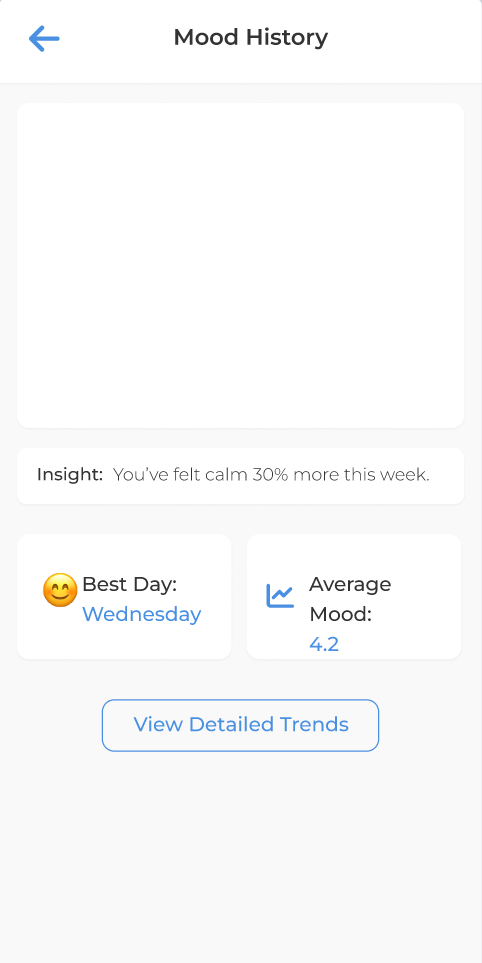 Mood History
Insight: You’ve felt calm 30% more this week.
Best Day:
Wednesday
Average
Mood:
4.2
View Detailed Trends